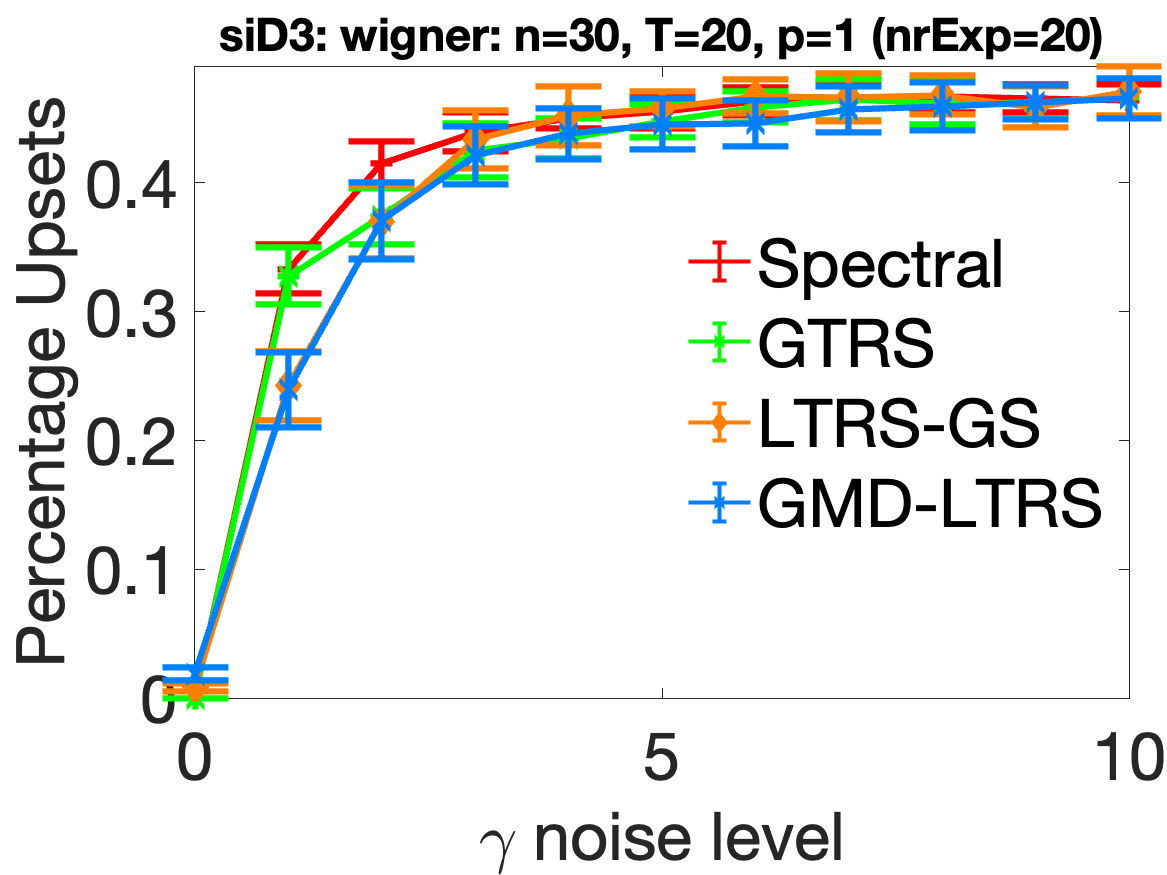 siD3: wigner: n=30, T=20, p=1 (nrExp=20)
Percentage Upsets
0.4
0.3
0.2
0.1
0
Spectral
GTRS
LTRS-GS
GMD-LTRS
0 5 10
γ noise level